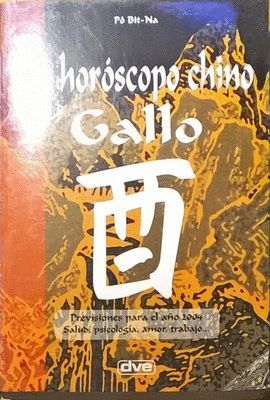 Pô Bit-Na
horóscopo chino
Gallo
酉
Previsiones para el año 2004
Salud, psicología, amor, trabajo...
dve